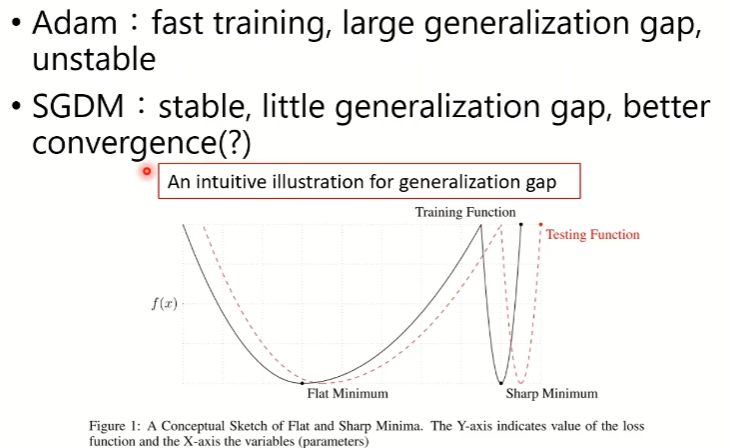 • Adam：fast training, large generalization gap,
unstable
• SGDM：stable, little generalization gap, better
convergence(?)
An intuitive illustration for generalization gap
Training Function
Testing Function
f(x)
Flat Minimum
Sharp Minimum
Figure 1: A Conceptual Sketch of Flat and Sharp Minima. The Y-axis indicates value of the loss
function and the X-axis the variables (parameters)